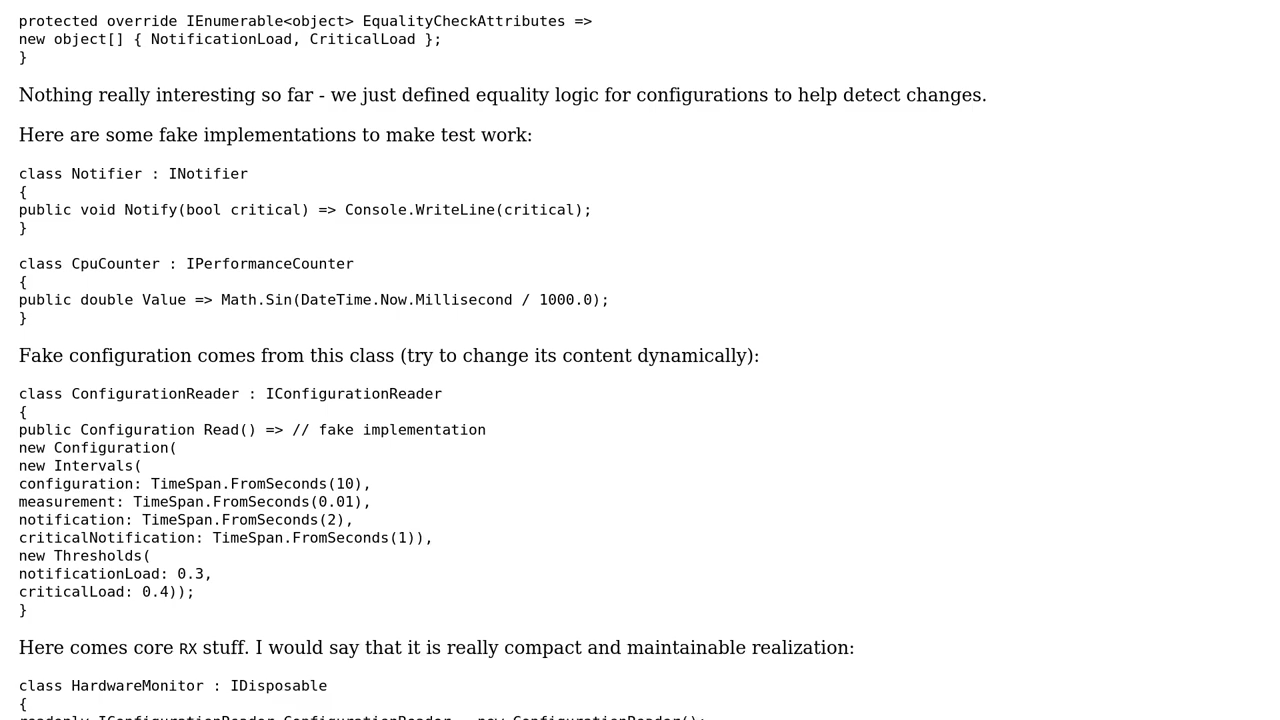 protected override IEnumerable<object> EqualityCheckAttributes =>
new object[] { NotificationLoad, CriticalLoad };
}
Nothing really interesting so far - we just defined equality logic for configurations to help detect changes.
Here are some fake implementations to make test work:
class Notifier : INotifier
{
public void Notify(bool critical) => Console.WriteLine(critical);
}
class CpuCounter : IPerformanceCounter
{
public double Value => Math.Sin(DateTime.Now.Millisecond / 1000.0);
}
Fake configuration comes from this class (try to change its content dynamically):
class ConfigurationReader : IConfigurationReader
{
public Configuration Read() => // fake implementation
new Configuration(
new Intervals(
configuration: TimeSpan.FromSeconds(10),
measurement: TimeSpan.FromSeconds(0.01),
notification: TimeSpan.FromSeconds(2),
criticalNotification: TimeSpan.FromSeconds(1)),
new Thresholds(
notificationLoad: 0.3,
criticalLoad: 0.4));
}
Here comes core RX stuff. I would say that it is really compact and maintainable realization:
class HardwareMonitor : IDisposable
{
readonly IConfigurationReader ConfigurationReader = new ConfigurationReader();